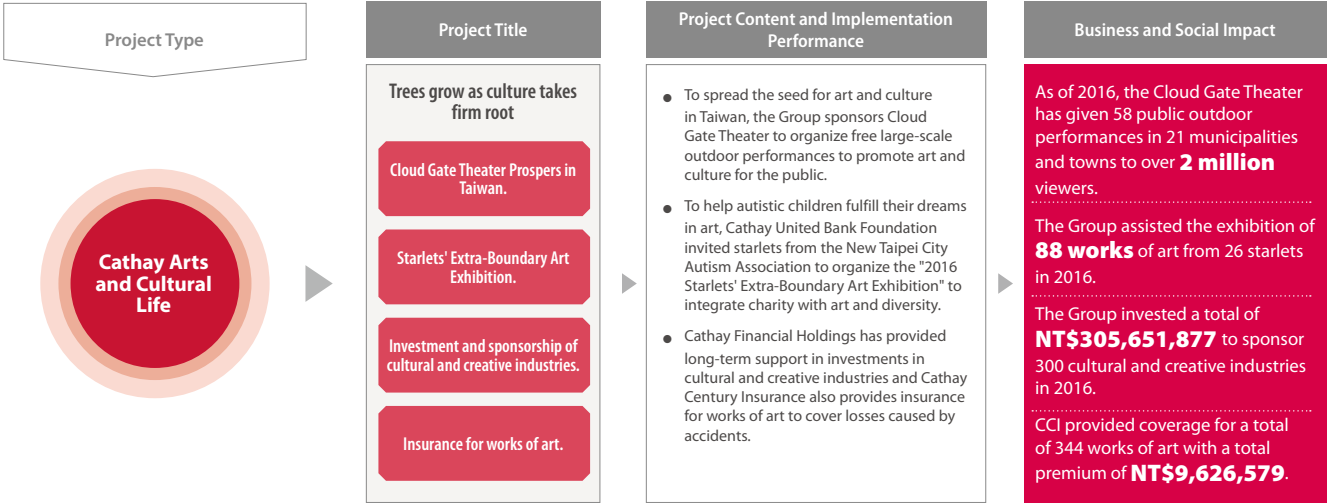 Project Type
Project Title
Project Content and Implementation
Performance
Business and Social Impact
Cathay Arts
and Cultural
Life
Trees grow as culture takes
firm root
Cloud Gate Theater Prospers in
Taiwan.
Starlets' Extra-Boundary Art
Exhibition.
Investment and sponsorship of
cultural and creative industries.
Insurance for works of art.
● To spread the seed for art and culture
in Taiwan, the Group sponsors Cloud
Gate Theater to organize free large-scale
outdoor performances to promote art and
culture for the public.
● To help autistic children fulfill their dreams
in art, Cathay United Bank Foundation
invited starlets from the New Taipei City
Autism Association to organize the "2016
Starlets' Extra-Boundary Art Exhibition" to
integrate charity with art and diversity.
● Cathay Financial Holdings has provided
long-term support in investments in
cultural and creative industries and Cathay
Century Insurance also provides insurance
for works of art to cover losses caused by
accidents.
As of 2016, the Cloud Gate Theater
has given 58 public outdoor
performances in 21 municipalities
and towns to over 2 million
viewers.
The Group assisted the exhibition of
88 works of art from 26 starlets
in 2016.
The Group invested a total of
NT$305,651,877 to sponsor
300 cultural and creative industries
in 2016.
CCI provided coverage for a total
of 344 works of art with a total
premium of NT$9,626,579.